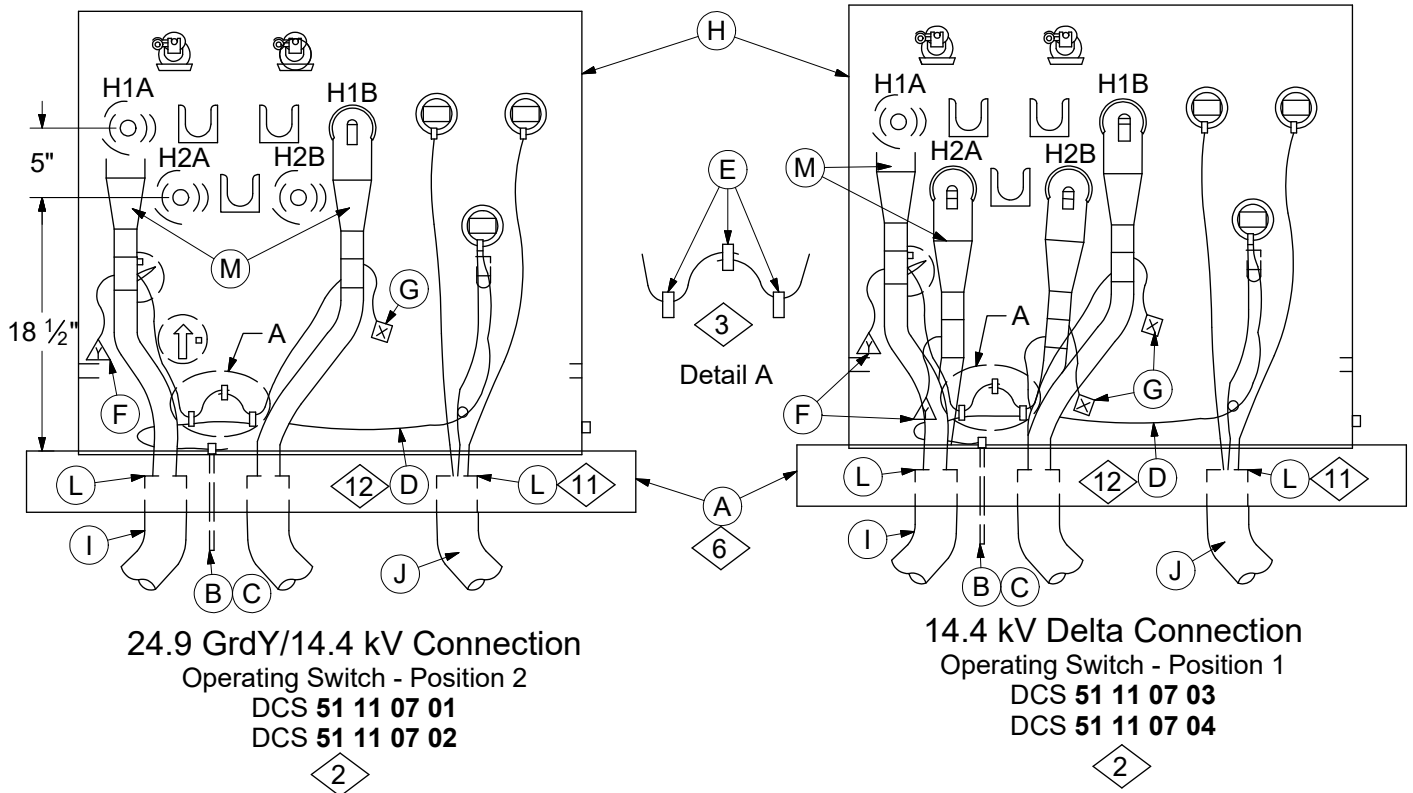 H
H1A
H1B
5"
H2A
H2B
M
G
18 ½"
Y
F
A
L
12
D
L
11
I
B
C
J
24.9 GrdY/14.4 kV Connection
Operating Switch - Position 2
DCS 51 11 07 01
DCS 51 11 07 02
2
E
3
Detail A
A
6
H1A
H1B
H2A
H2B
M
Y
F
Y
A
G
L
12
D
L
11
I
B
C
J
14.4 kV Delta Connection
Operating Switch - Position 1
DCS 51 11 07 03
DCS 51 11 07 04
2